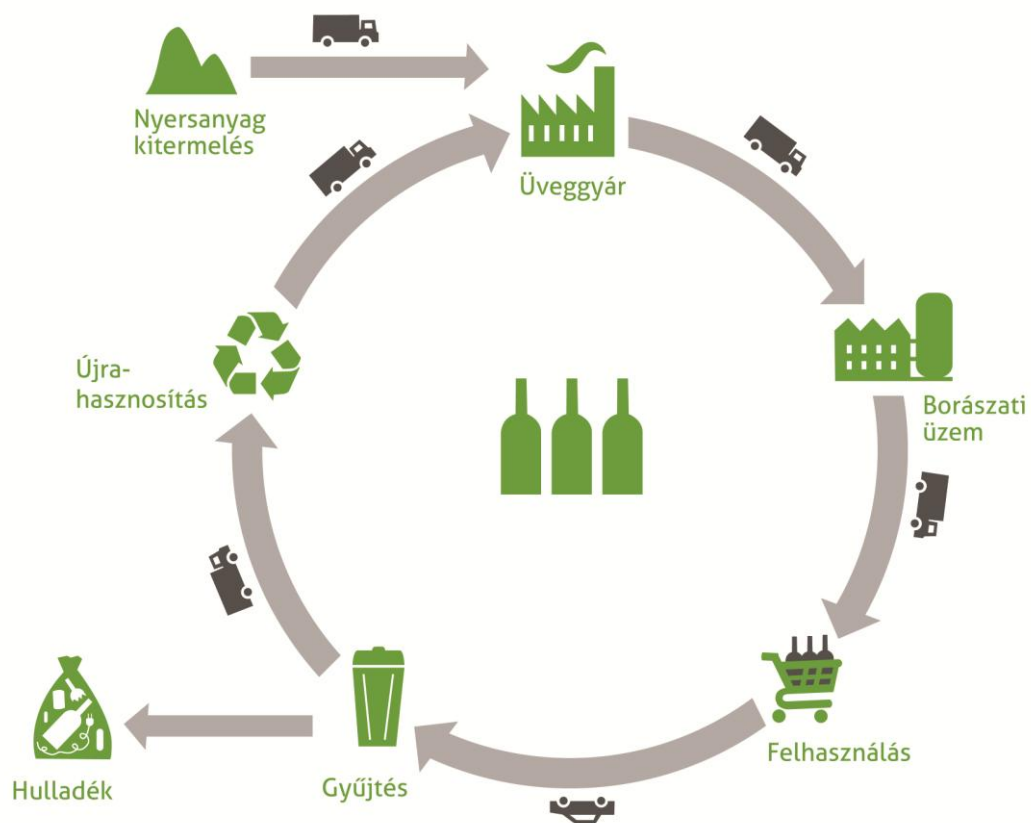 Nyersanyag
kitermelés
Üveggyár
Borászati
üzem
Felhasználás
Gyűjtés
Hulladék
Újra-
hasznosítás